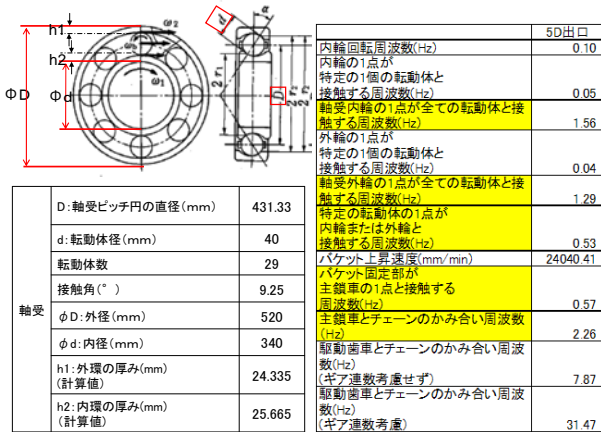 h1
ω2
h2
ω1
ΦD
Φd
d
α
2r1
D
軸受
D:軸受ピッチ円の直径(mm) 431.33
d:転動体径(mm) 40
転動体数 29
接触角(°) 9.25
φD:外径(mm) 520
φd:内径(mm) 340
h1:外環の厚み(mm)
(計算値) 24.335
h2:内環の厚み(mm)
(計算値) 25.665
5D出口
内輪回転周波数(Hz) 0.10
内輪の1点が
特定の1個の転動体と
接触する周波数(Hz) 0.05
軸受内輪の1点が全ての転動体と接
触する周波数(Hz) 1.56
外輪の1点が
特定の1個の転動体と
接触する周波数(Hz) 0.04
軸受外輪の1点が全ての転動体と接
触する周波数(Hz) 1.29
特定の転動体の1点が
内輪または外輪と
接触する周波数(Hz) 0.53
バケット上昇速度(mm/min) 24040.41
バケット固定部が
主鎖車の1点と接触する
周波数(Hz) 0.57
主鎖車とチェーンのかみ合い周波数
(Hz) 2.26
駆動歯車とチェーンのかみ合い周波
数(Hz)
(ギア連数考慮せず) 7.87
駆動歯車とチェーンのかみ合い周波
数(Hz)
(ギア連数考慮) 31.47